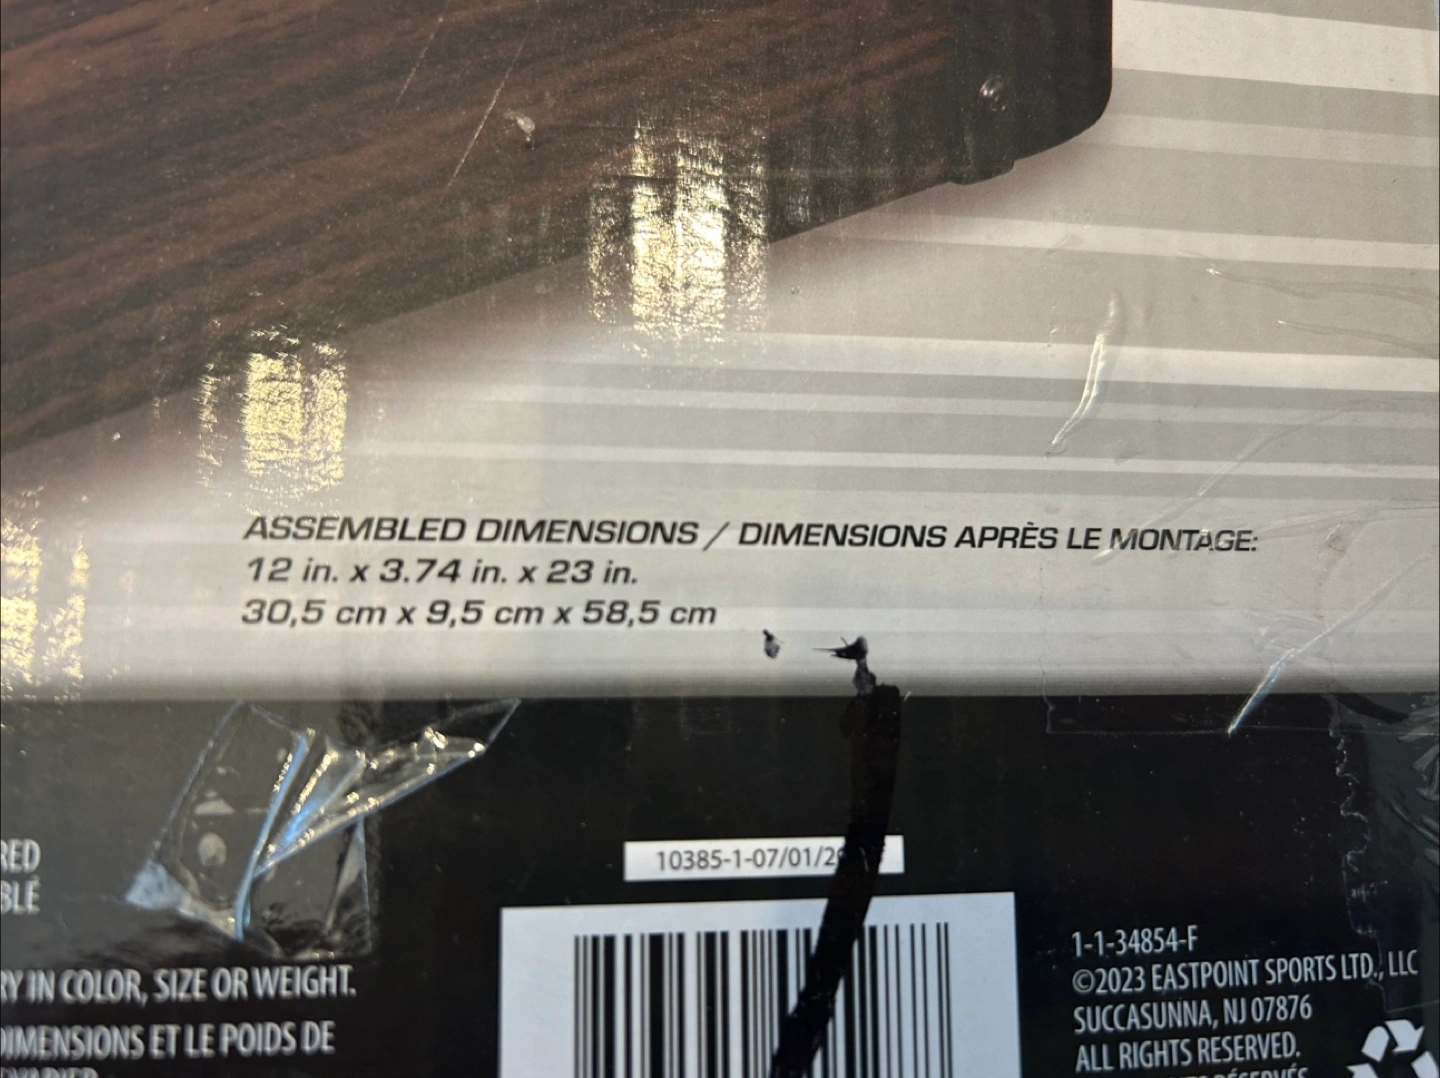 ASSEMBLED DIMENSIONS / DIMENSIONS APRÈS LE MONTAGE:
12 in. x 3.74 in. x 23 in.
30,5 cm x 9,5 cm x 58,5 cm
10385-1-07/01/2
RED
BLÉ
RY IN COLOR, SIZE OR WEIGHT.
DIMENSIONS ET LE POIDS DE
1-1-34854-F
©2023 EASTPOINT SPORTS LTD., LLC
SUCCASUNNA, NJ 07876
ALL RIGHTS RESERVED.